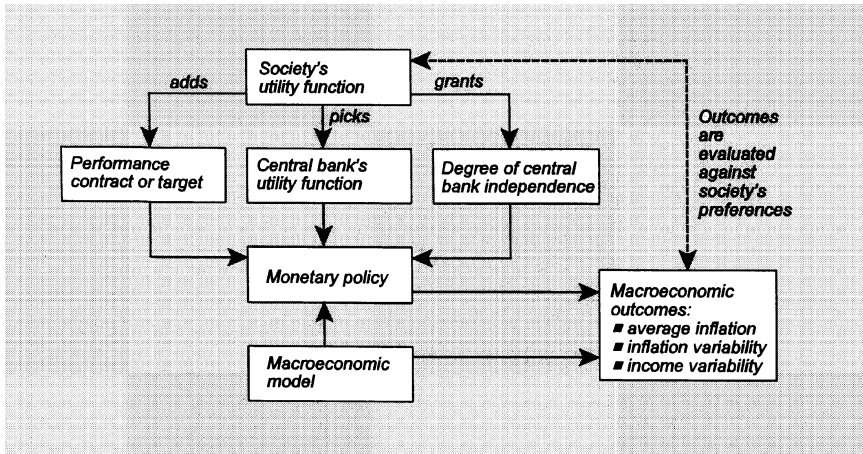 Society's
utility function
adds
grants
picks
Performance
contract or target
Central bank's
utility function
Degree of central
bank independence
Outcomes
are
evaluated
against
society's
preferences
Monetary policy
Macroeconomic
outcomes:
■ average inflation
■ inflation variability
■ income variability
Macroeconomic
model